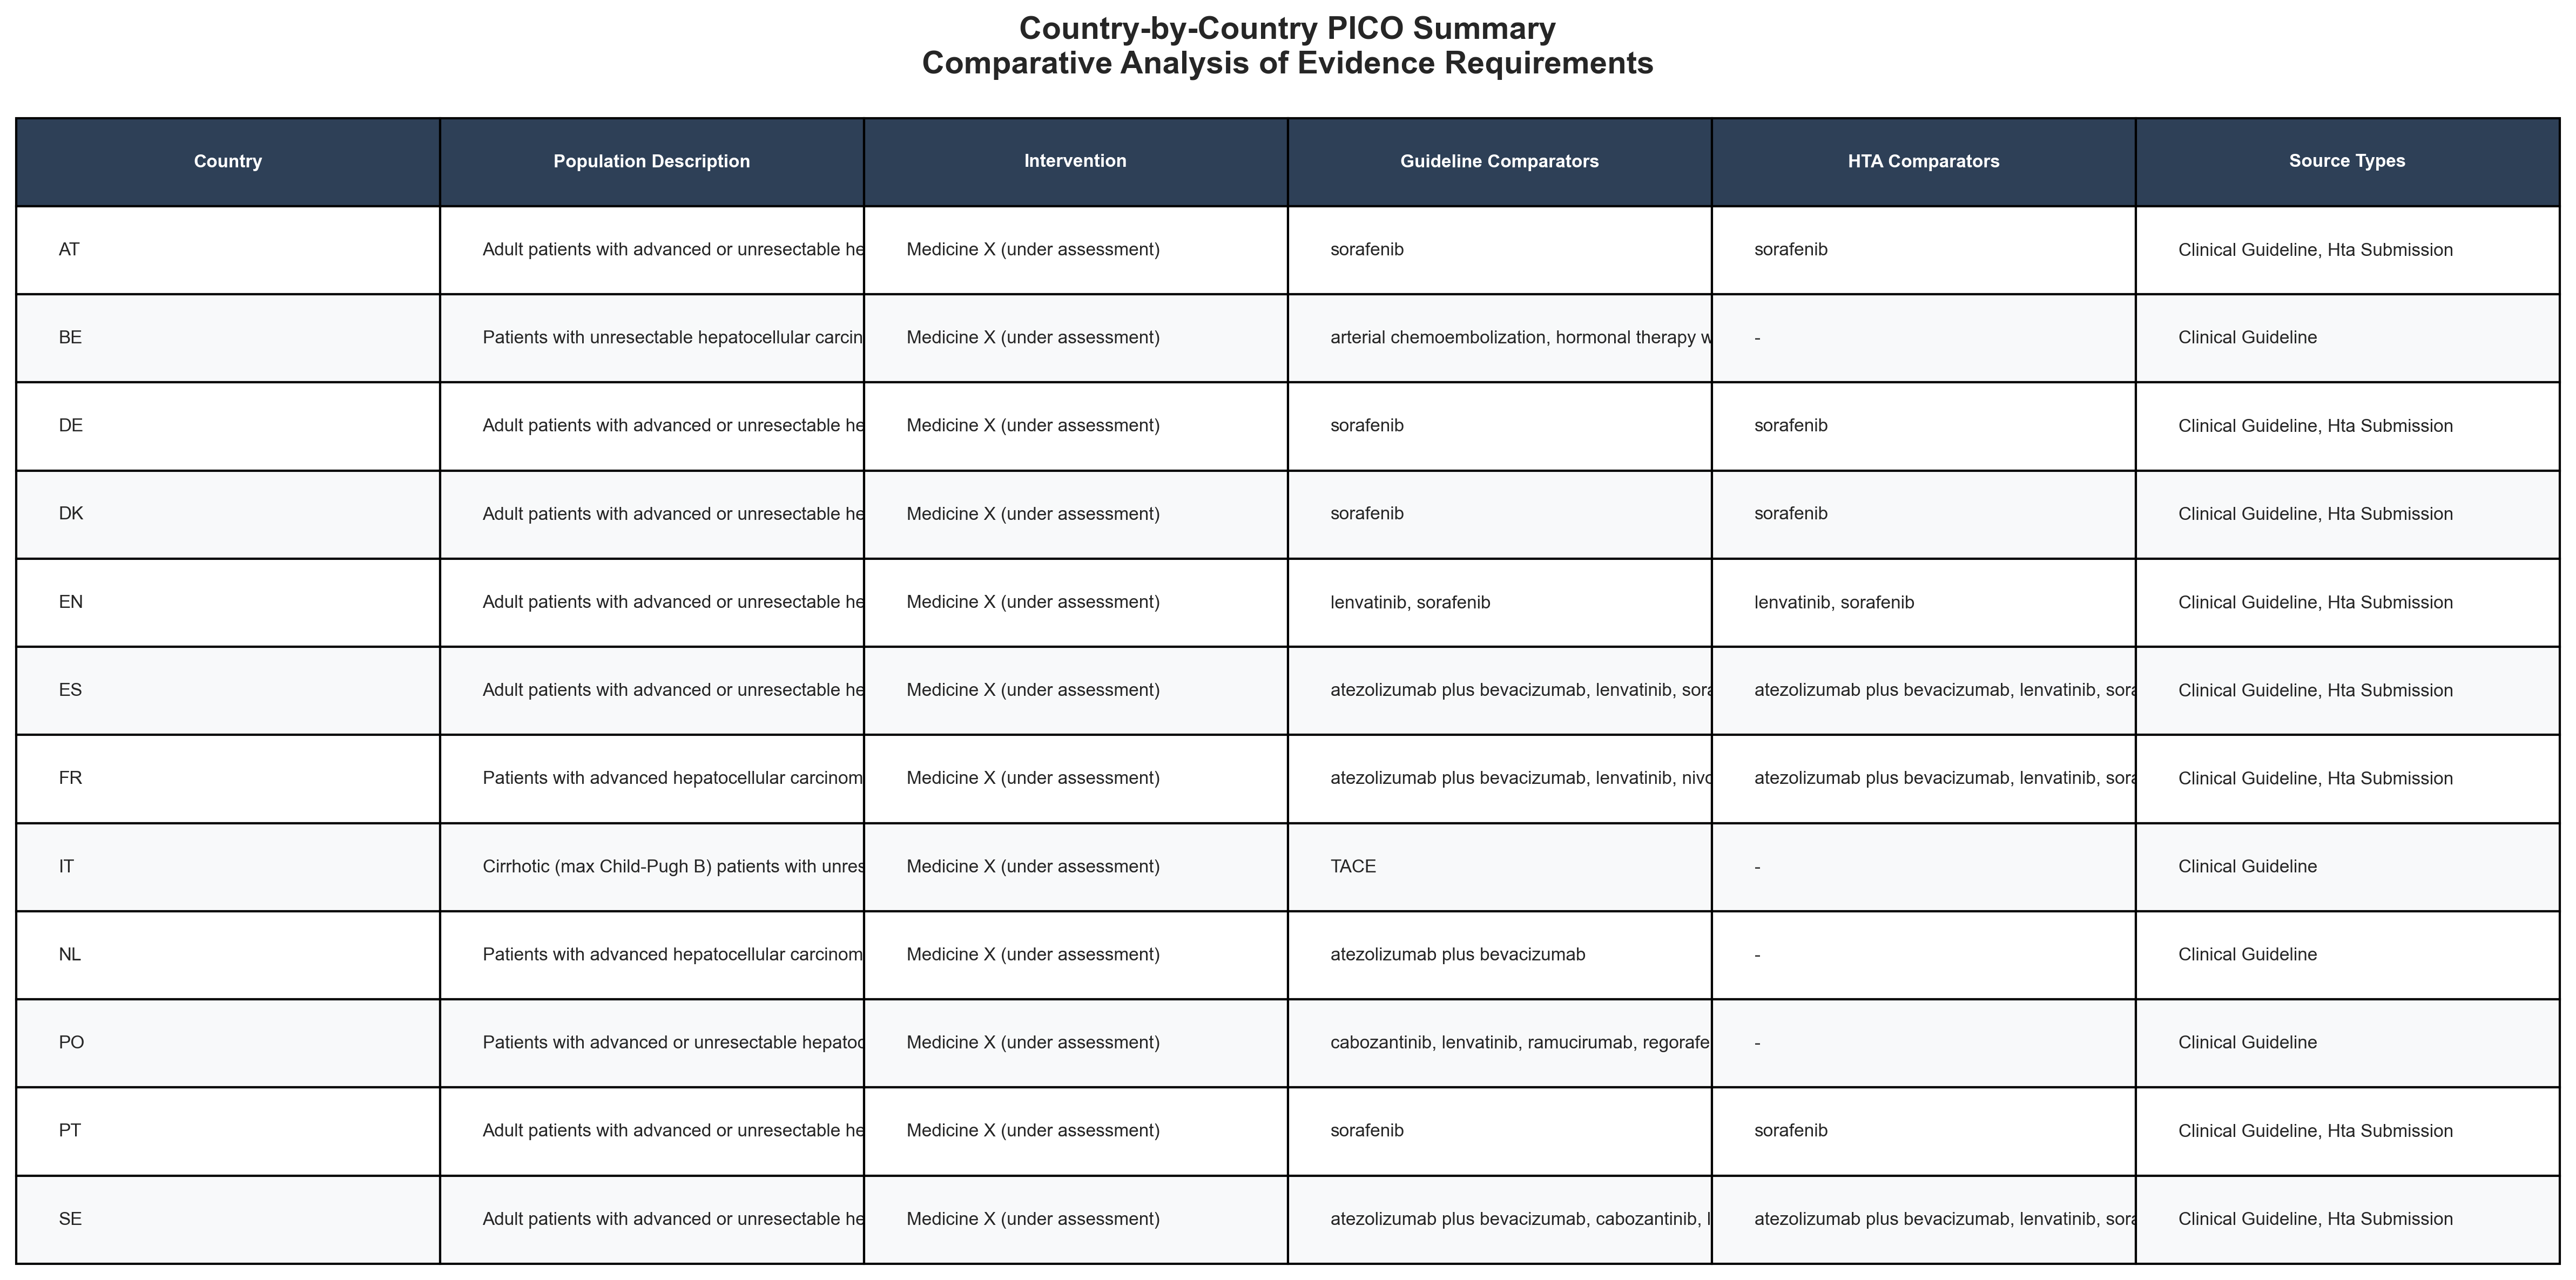 Country-by-Country PICO Summary
Comparative Analysis of Evidence Requirements
Country Population Description Intervention Guideline Comparators HTA Comparators Source Types
AT Adult patients with advanced or unresectable he Medicine X (under assessment) sorafenib sorafenib Clinical Guideline, Hta Submission
BE Patients with unresectable hepatocellular carcin Medicine X (under assessment) arterial chemoembolization, hormonal therapy w - Clinical Guideline
DE Adult patients with advanced or unresectable he Medicine X (under assessment) sorafenib sorafenib Clinical Guideline, Hta Submission
DK Adult patients with advanced or unresectable he Medicine X (under assessment) sorafenib sorafenib Clinical Guideline, Hta Submission
EN Adult patients with advanced or unresectable he Medicine X (under assessment) lenvatinib, sorafenib lenvatinib, sorafenib Clinical Guideline, Hta Submission
ES Adult patients with advanced or unresectable he Medicine X (under assessment) atezolizumab plus bevacizumab, lenvatinib, sora atezolizumab plus bevacizumab, lenvatinib, sora Clinical Guideline, Hta Submission
FR Patients with advanced hepatocellular carcinom Medicine X (under assessment) atezolizumab plus bevacizumab, lenvatinib, nivo atezolizumab plus bevacizumab, lenvatinib, sora Clinical Guideline, Hta Submission
IT Cirrhotic (max Child-Pugh B) patients with unres Medicine X (under assessment) TACE - Clinical Guideline
NL Patients with advanced hepatocellular carcinom Medicine X (under assessment) atezolizumab plus bevacizumab - Clinical Guideline
PO Patients with advanced or unresectable hepatoc Medicine X (under assessment) cabozantinib, lenvatinib, ramucirumab, regorafe - Clinical Guideline
PT Adult patients with advanced or unresectable he Medicine X (under assessment) sorafenib sorafenib Clinical Guideline, Hta Submission
SE Adult patients with advanced or unresectable he Medicine X (under assessment) atezolizumab plus bevacizumab, cabozantinib, l atezolizumab plus bevacizumab, lenvatinib, sora Clinical Guideline, Hta Submission